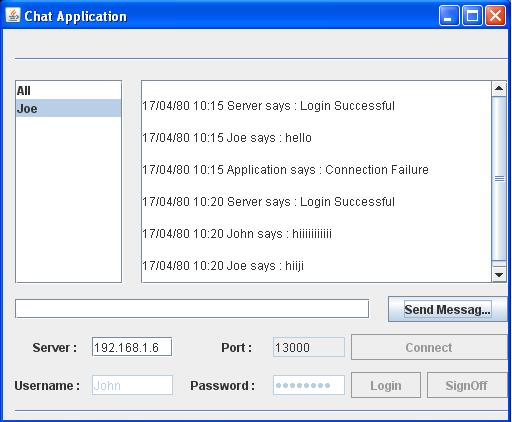 Chat Application
All
Joe
17/04/80 10:15 Server says : Login Successful
17/04/80 10:15 Joe says : hello
17/04/80 10:15 Application says : Connection Failure
17/04/80 10:20 Server says : Login Successful
17/04/80 10:20 John says : hiiiiiiiiiii
17/04/80 10:20 Joe says : hiiji
Send Messag...
Server : 192.168.1.6 Port : 13000 Connect
Username : John Password : ●●●●●●●● Login SignOff